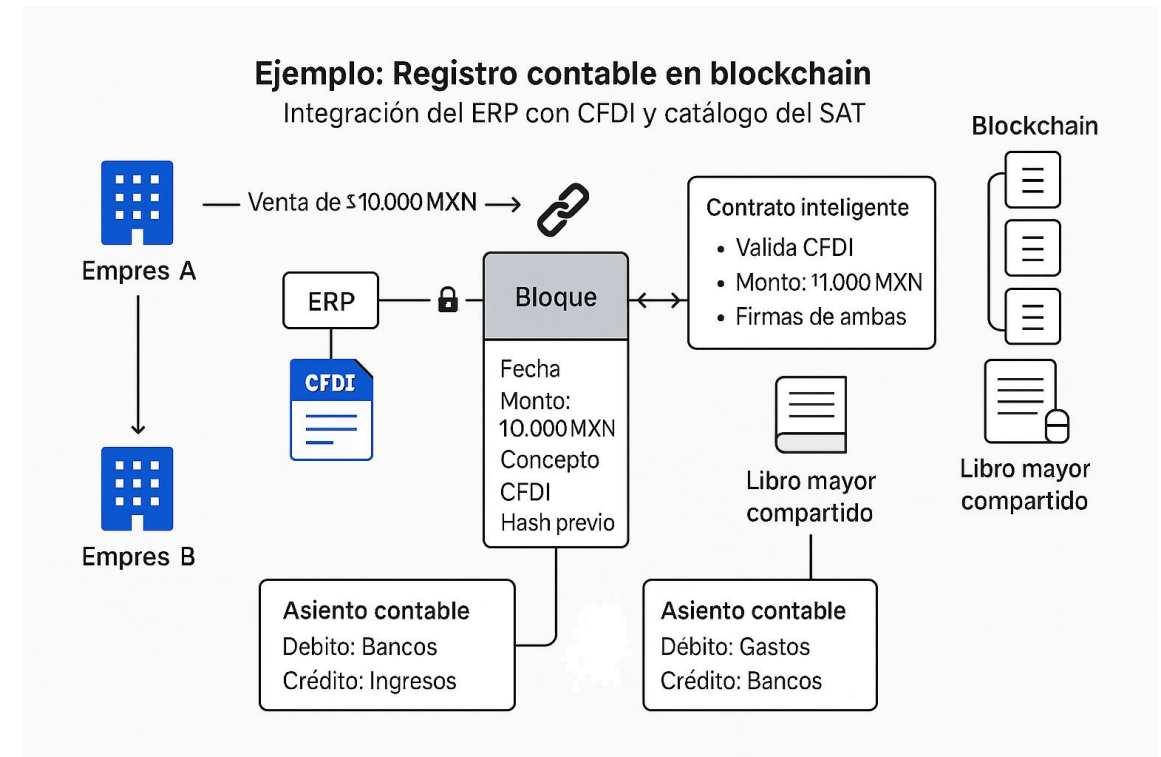 Ejemplo: Registro contable en blockchain
Integración del ERP con CFDI y catálogo del SAT
Blockchain
Venta de $10.000 MXN
Empres A
Contrato inteligente
• Valida CFDI
• Monto: 11.000 MXN
• Firmas de ambas
ERP
CFDI
Bloque
Fecha
Monto:
10.000 MXN
Concepto
CFDI
Hash previo
Libro mayor
compartido
Libro mayor
compartido
Empres B
Asiento contable
Debito: Bancos
Crédito: Ingresos
Asiento contable
Débito: Gastos
Crédito: Bancos